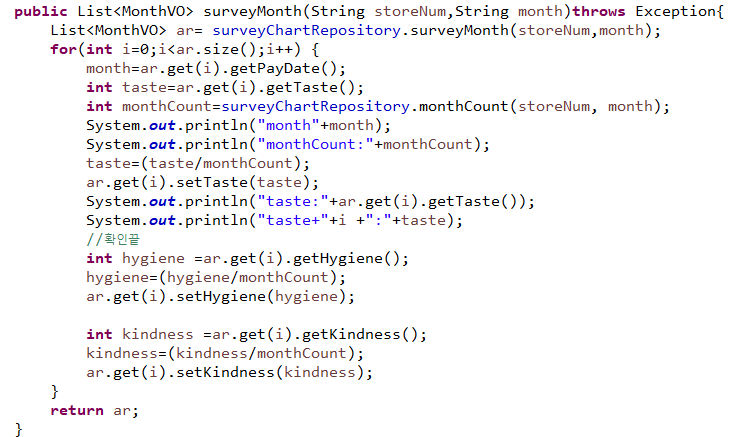 public List<MonthVO> surveyMonth(String storeNum,String month)throws Exception{
List<MonthVO> ar= surveyChartRepository.surveyMonth(storeNum,month);
for(int i=0;i<ar.size();i++) {
month=ar.get(i).getPayDate();
int taste=ar.get(i).getTaste();
int monthCount=surveyChartRepository.monthCount(storeNum, month);
System.out.println("month"+month);
System.out.println("monthCount:"+monthCount);
taste=(taste/monthCount);
ar.get(i).setTaste(taste);
System.out.println("taste:"+ar.get(i).getTaste());
System.out.println("taste+"+i +":"+taste);
//확인끝
int hygiene =ar.get(i).getHygiene();
hygiene=(hygiene/monthCount);
ar.get(i).setHygiene(hygiene);
int kindness =ar.get(i).getKindness();
kindness=(kindness/monthCount);
ar.get(i).setKindness(kindness);
}
return ar;
}